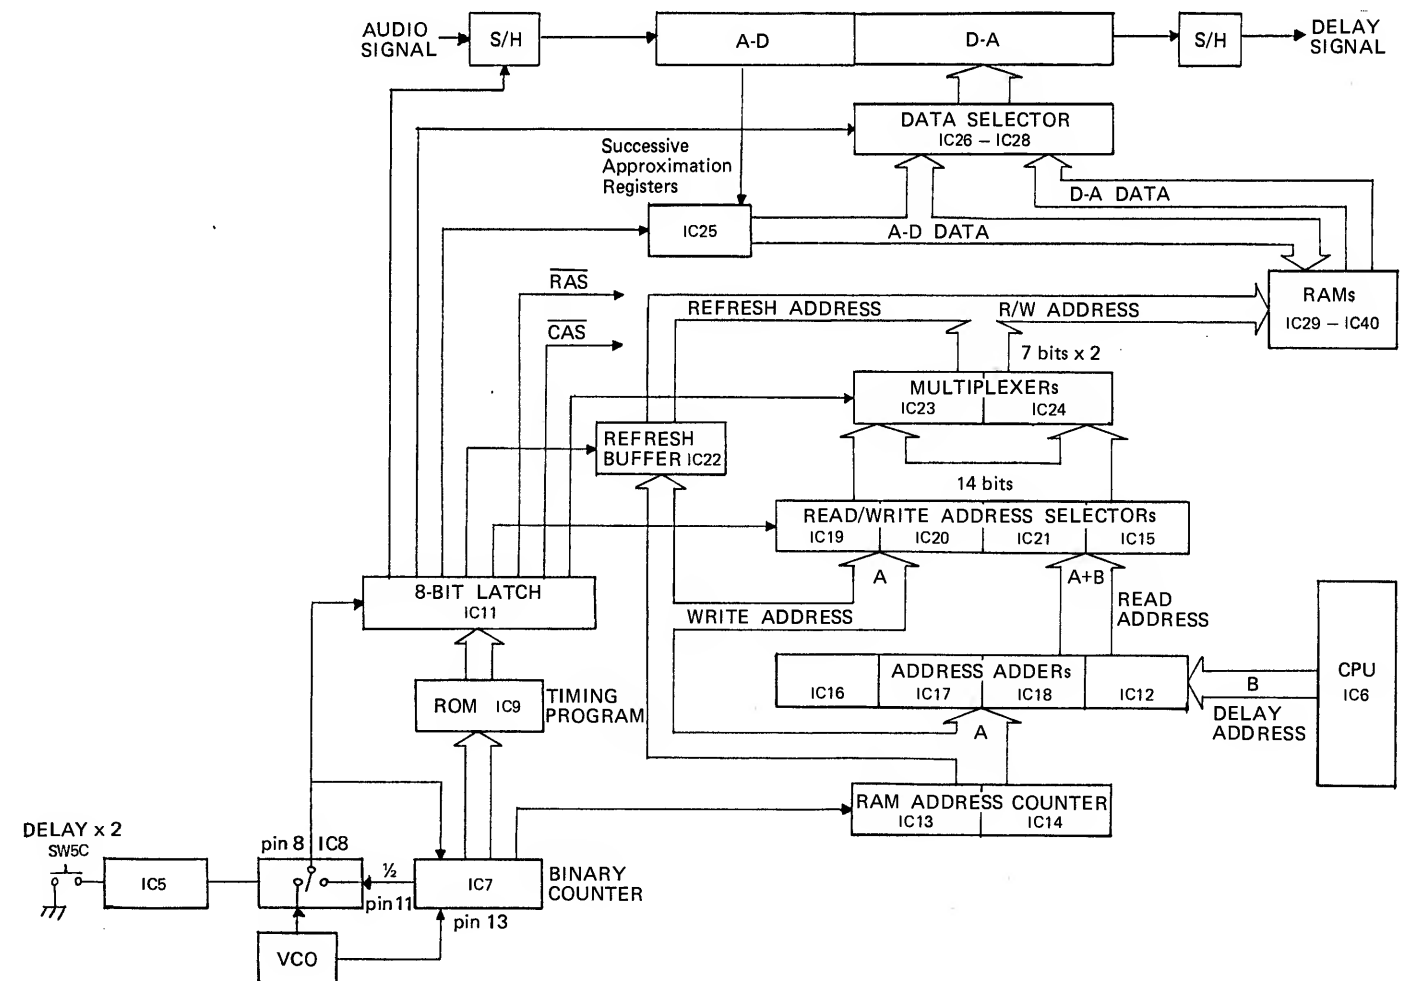 AUDIO
SIGNAL
S/H
A-D
D-A
S/H
DELAY
SIGNAL
DATA SELECTOR
IC26 – IC28
Successive
Approximation
Registers
D-A DATA
IC25
A-D DATA
RAS
REFRESH ADDRESS
R/W ADDRESS
RAMs
IC29 – IC40
CAS
7 bits x 2
MULTIPLEXERs
IC23
IC24
REFRESH
BUFFER IC22
14 bits
READ/WRITE ADDRESS SELECTORs
IC19
IC20
IC21
IC15
A
A+B
8-BIT LATCH
IC11
WRITE ADDRESS
READ
ADDRESS
ADDRESS ADDERs
IC16
IC17
IC18
IC12
B
CPU
IC6
ROM IC9
TIMING
PROGRAM
A
DELAY
ADDRESS
RAM ADDRESS COUNTER
IC13
IC14
DELAY x 2
SW5C
pin 8
IC8
IC5
½
pin 11
IC7
BINARY
COUNTER
pin 13
VCO